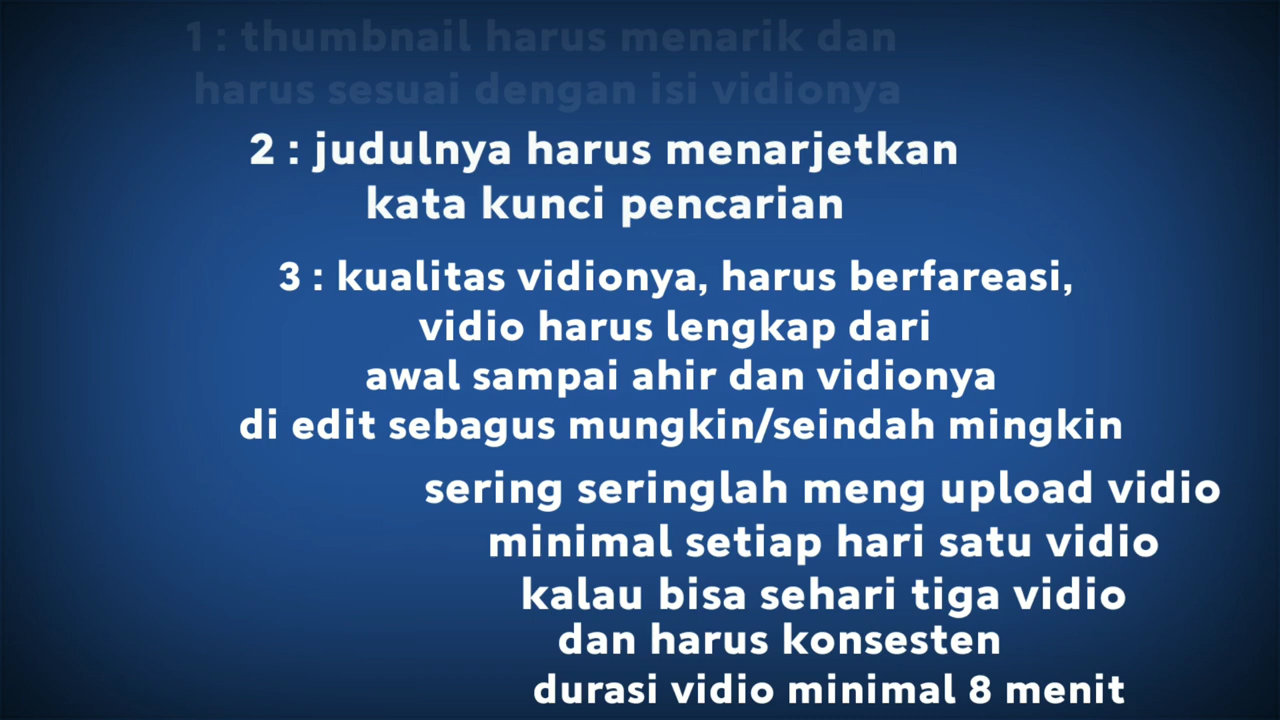 1 : thumbnail harus menarik dan
harus sesuai dengan isi vidionya
2 : judulnya harus menarjetkan
kata kunci pencarian
3 : kualitas vidionya, harus berfareasi,
vidio harus lengkap dari
awal sampai ahir dan vidionya
di edit sebagus mungkin/seindah mingkin
sering seringlah meng upload vidio
minimal setiap hari satu vidio
kalau bisa sehari tiga vidio
dan harus konsesten
durasi vidio minimal 8 menit